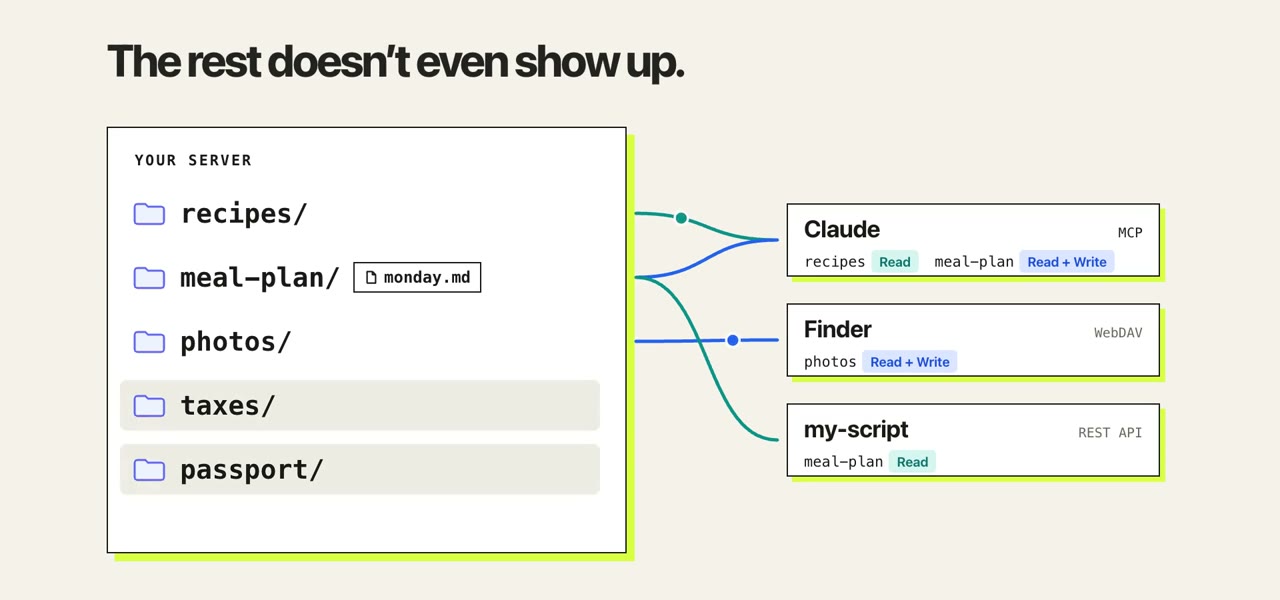 The rest doesn't even show up.
YOUR SERVER
recipes/
meal-plan/ monday.md
photos/
taxes/
passport/
Claude MCP
recipes Read meal-plan Read + Write
Finder WebDAV
photos Read + Write
my-script REST API
meal-plan Read